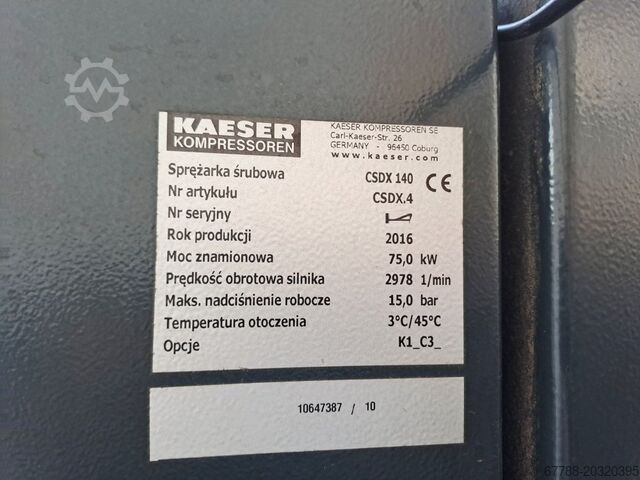 KAESER
KOMPRESSOREN
KAESER KOMPRESSOREN SE
Carl-Kaeser-Str. 26
GERMANY - 96450 Coburg
www.kaeser.com
Sprężarka śrubowa CSDX 140 CE
Nr artykułu CSDX.4
Nr seryjny
Rok produkcji 2016
Moc znamionowa 75,0 kW
Prędkość obrotowa silnika 2978 1/min
Maks. nadciśnienie robocze 15,0 bar
Temperatura otoczenia 3°C/45°C
Opcje K1_C3_
10647387 / 10
67788-20320395